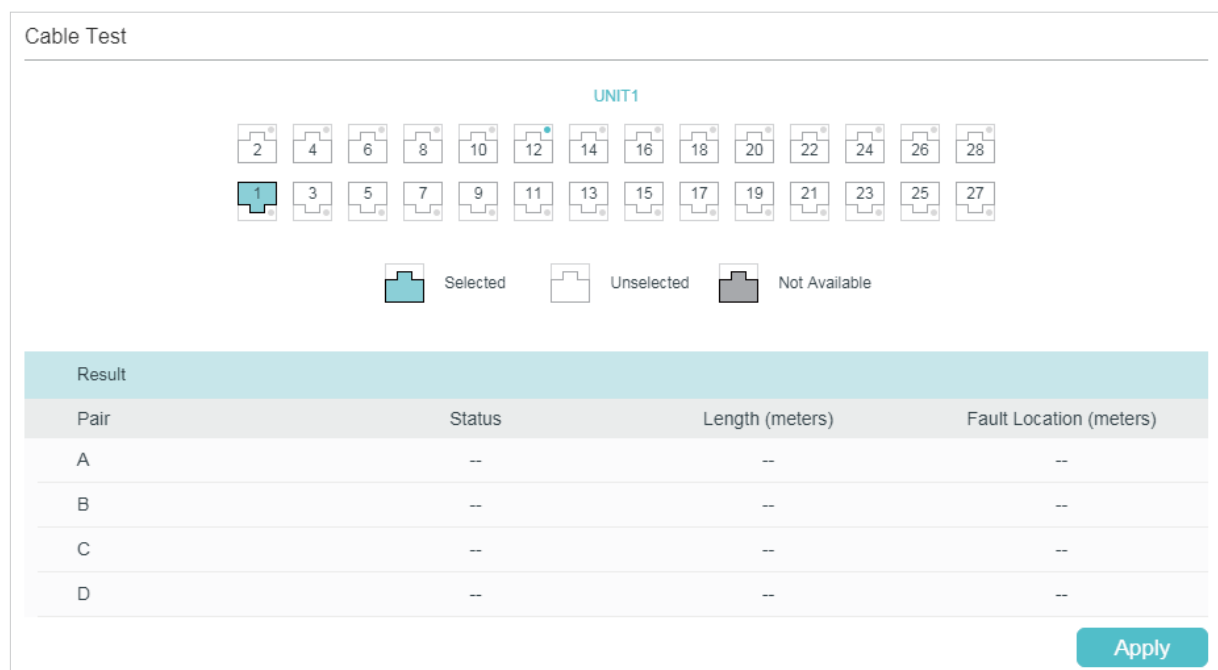 Cable Test
UNIT1
2 4 6 8 10 12 14 16 18 20 22 24 26 28
1 3 5 7 9 11 13 15 17 19 21 23 25 27
Selected Unselected Not Available
Result
Pair Status Length (meters) Fault Location (meters)
A -- -- --
B -- -- --
C -- -- --
D -- -- --
Apply